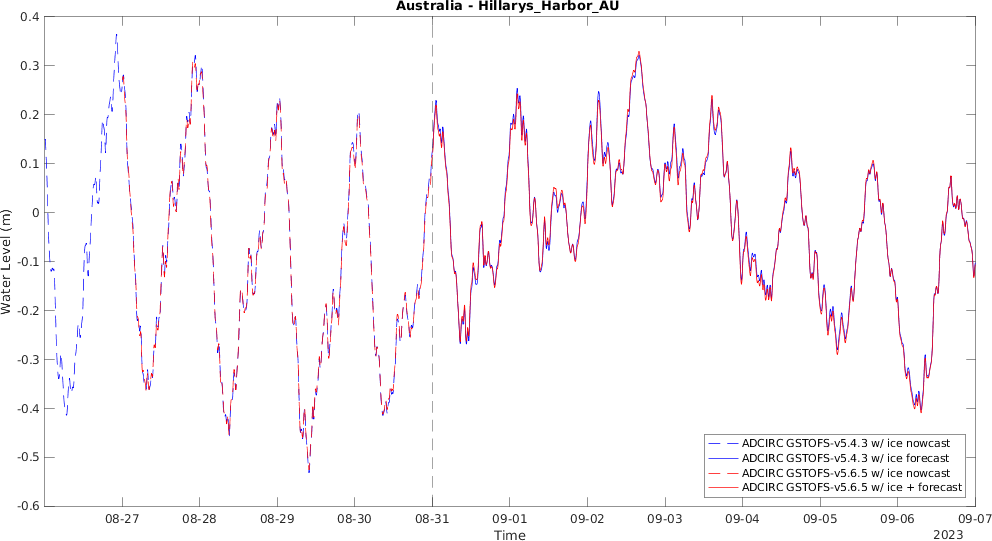 Australia - Hillarys_Harbor_AU
0.4
0.3
0.2
0.1
0
-0.1
-0.2
-0.3
-0.4
-0.5
-0.6
Water Level (m)
ADCIRC GSTOFS-v5.4.3 w/ ice nowcast
ADCIRC GSTOFS-v5.4.3 w/ ice forecast
ADCIRC GSTOFS-v5.6.5 w/ ice nowcast
ADCIRC GSTOFS-v5.6.5 w/ ice + forecast
08-27 08-28 08-29 08-30 08-31 09-01 09-02 09-03 09-04 09-05 09-06 09-07
Time
2023